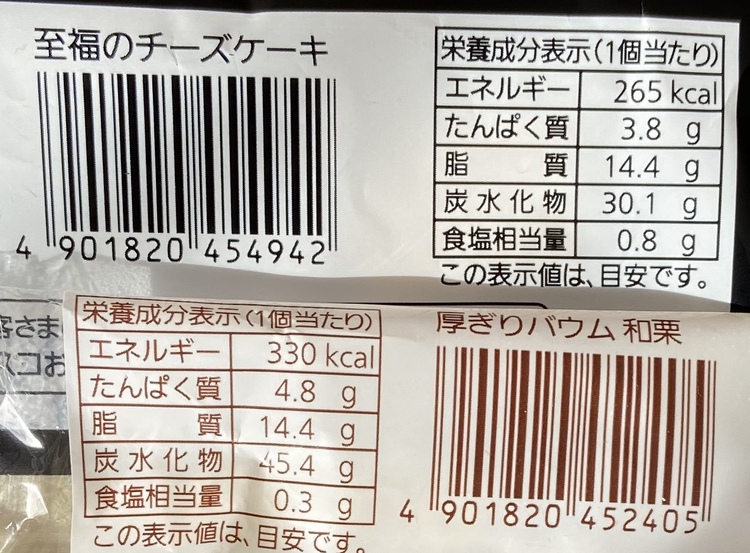 至福のチーズケーキ
4 901820 454942
栄養成分表示(1個当たり)
エネルギー 265 kcal
たんぱく質 3.8 g
脂質 14.4 g
炭水化物 30.1 g
食塩相当量 0.8 g
この表示値は、目安です。
客さま
スコお
栄養成分表示(1個当たり)
エネルギー 330 kcal
たんぱく質 4.8 g
脂質 14.4 g
炭水化物 45.4 g
食塩相当量 0.3 g
この表示値は、目安です。
厚ぎりバウム 和栗
4 901820 452405